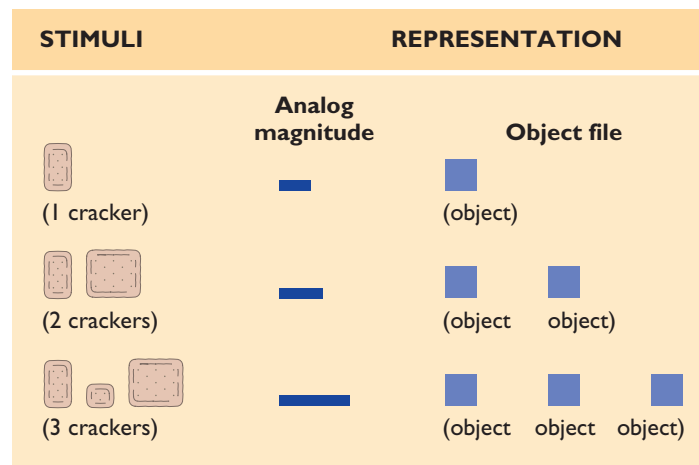 STIMULI REPRESENTATION
Analog magnitude Object file
(1 cracker) (object)
(2 crackers) (object object)
(3 crackers) (object object object)